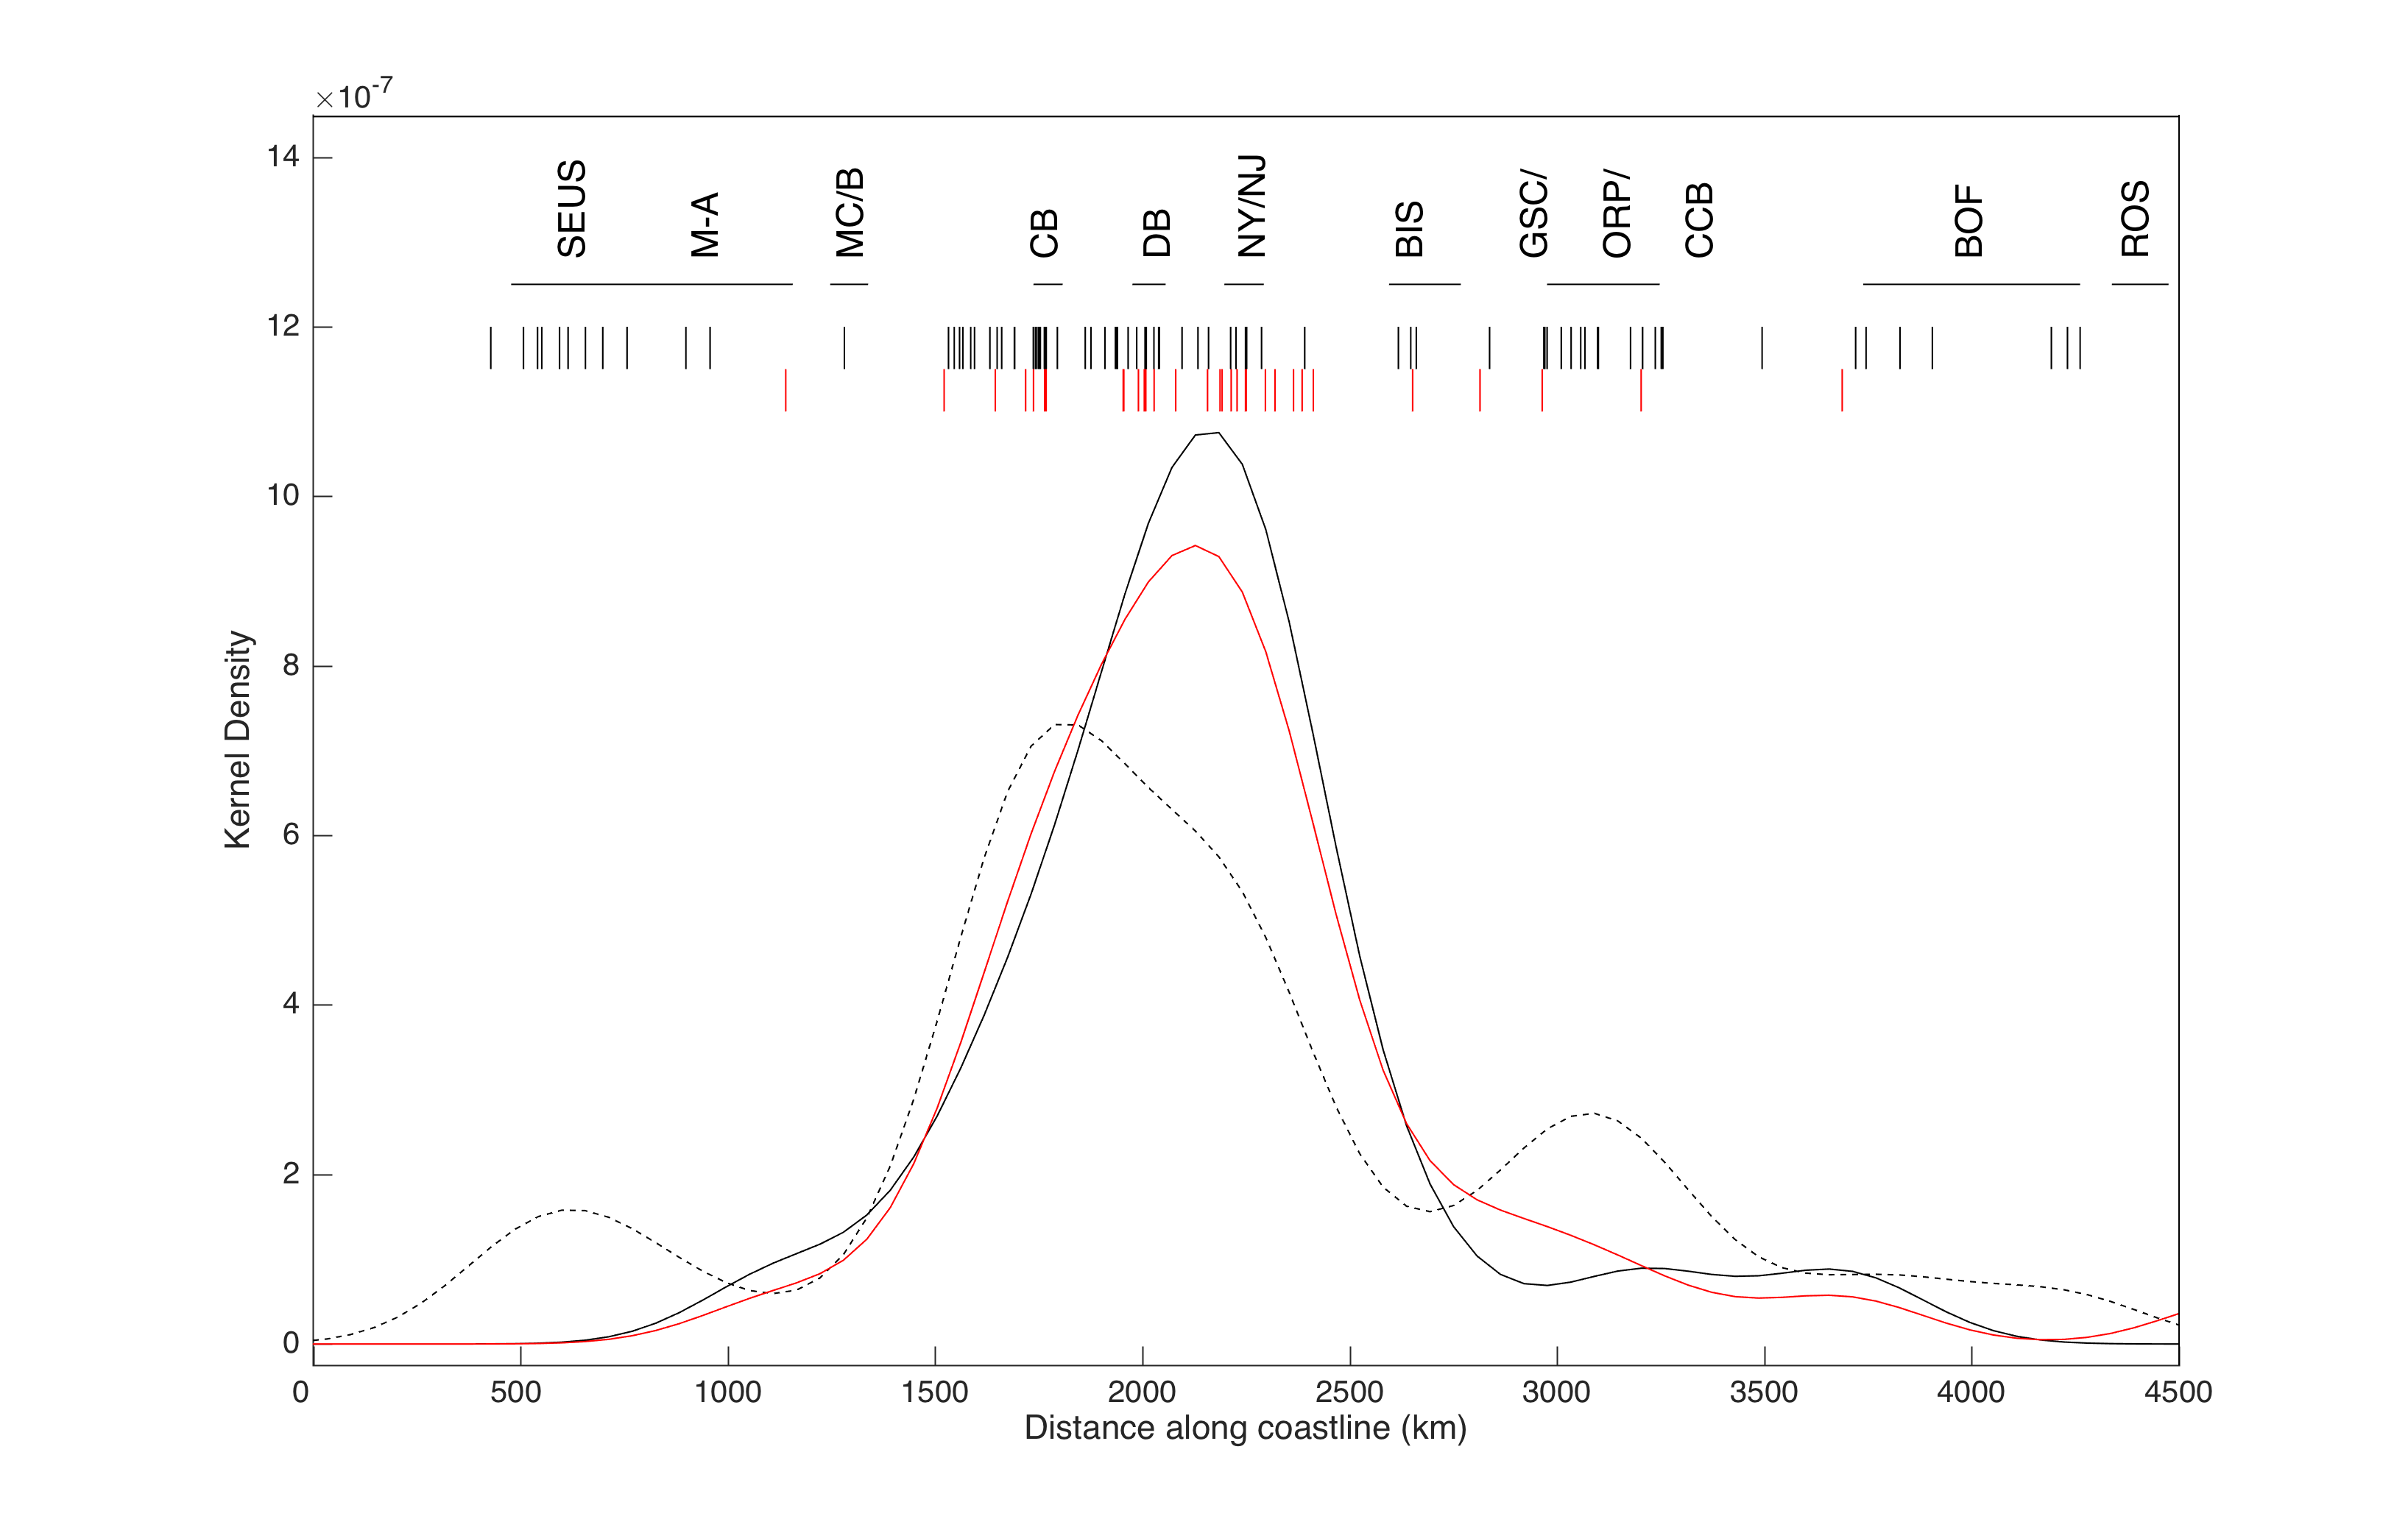 ×10-7
14
12
10
8
6
4
2
0
Kernel Density
SEUS
M-A
MC/B
CB
DB
NY/NJ
BIS
GSC/
ORP/
CCB
BOF
ROS
0 500 1000 1500 2000 2500 3000 3500 4000 4500
Distance along coastline (km)